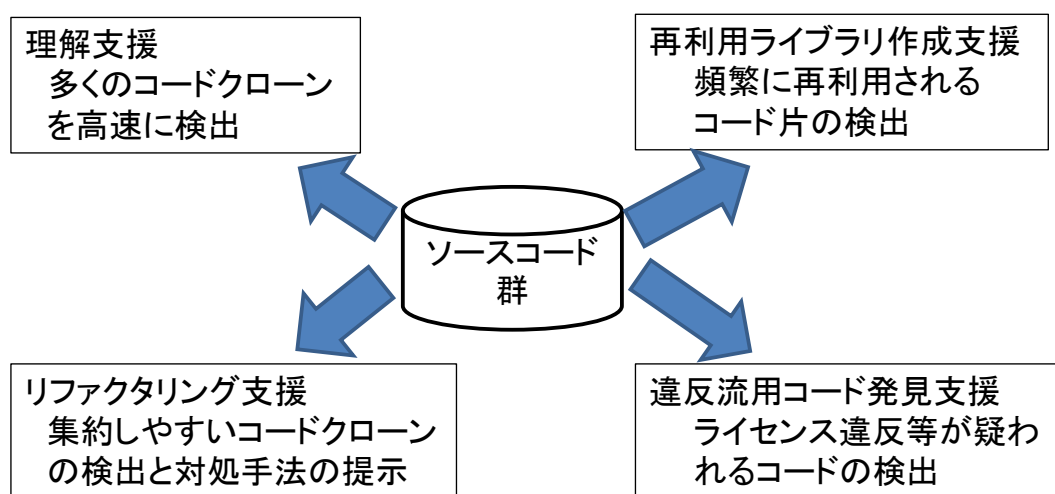 理解支援
多くのコードクローン
を高速に検出
再利用ライブラリ作成支援
頻繁に再利用される
コード片の検出
ソースコード
群
リファクタリング支援
集約しやすいコードクローン
の検出と対処手法の提示
違反流用コード発見支援
ライセンス違反等が疑わ
れるコードの検出